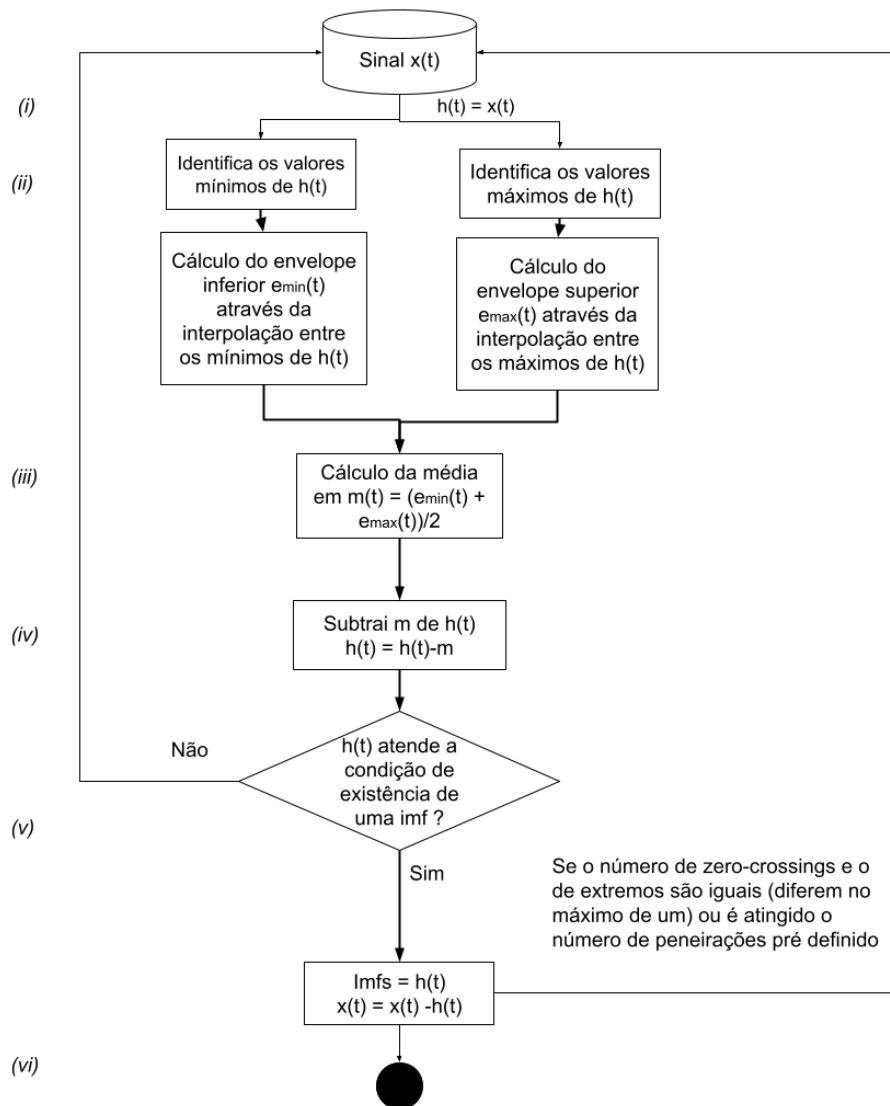 Sinal x(t)
(i)
h(t) = x(t)
(ii)
Identifica os valores
mínimos de h(t)
Identifica os valores
máximos de h(t)
Cálculo do envelope
inferior emin(t)
através da
interpolação entre
os mínimos de h(t)
Cálculo do
envelope superior
emax(t) através da
interpolação entre
os máximos de h(t)
(iii)
Cálculo da média
em m(t) = (emin(t) +
emax(t))/2
(iv)
Subtrai m de h(t)
h(t) = h(t)-m
Não
h(t) atende a
condição de
existência de
uma imf ?
(v)
Sim
Se o número de zero-crossings e o
de extremos são iguais (diferem no
máximo de um) ou é atingido o
número de peneirações pré definido
Imfs = h(t)
x(t) = x(t) -h(t)
(vi)